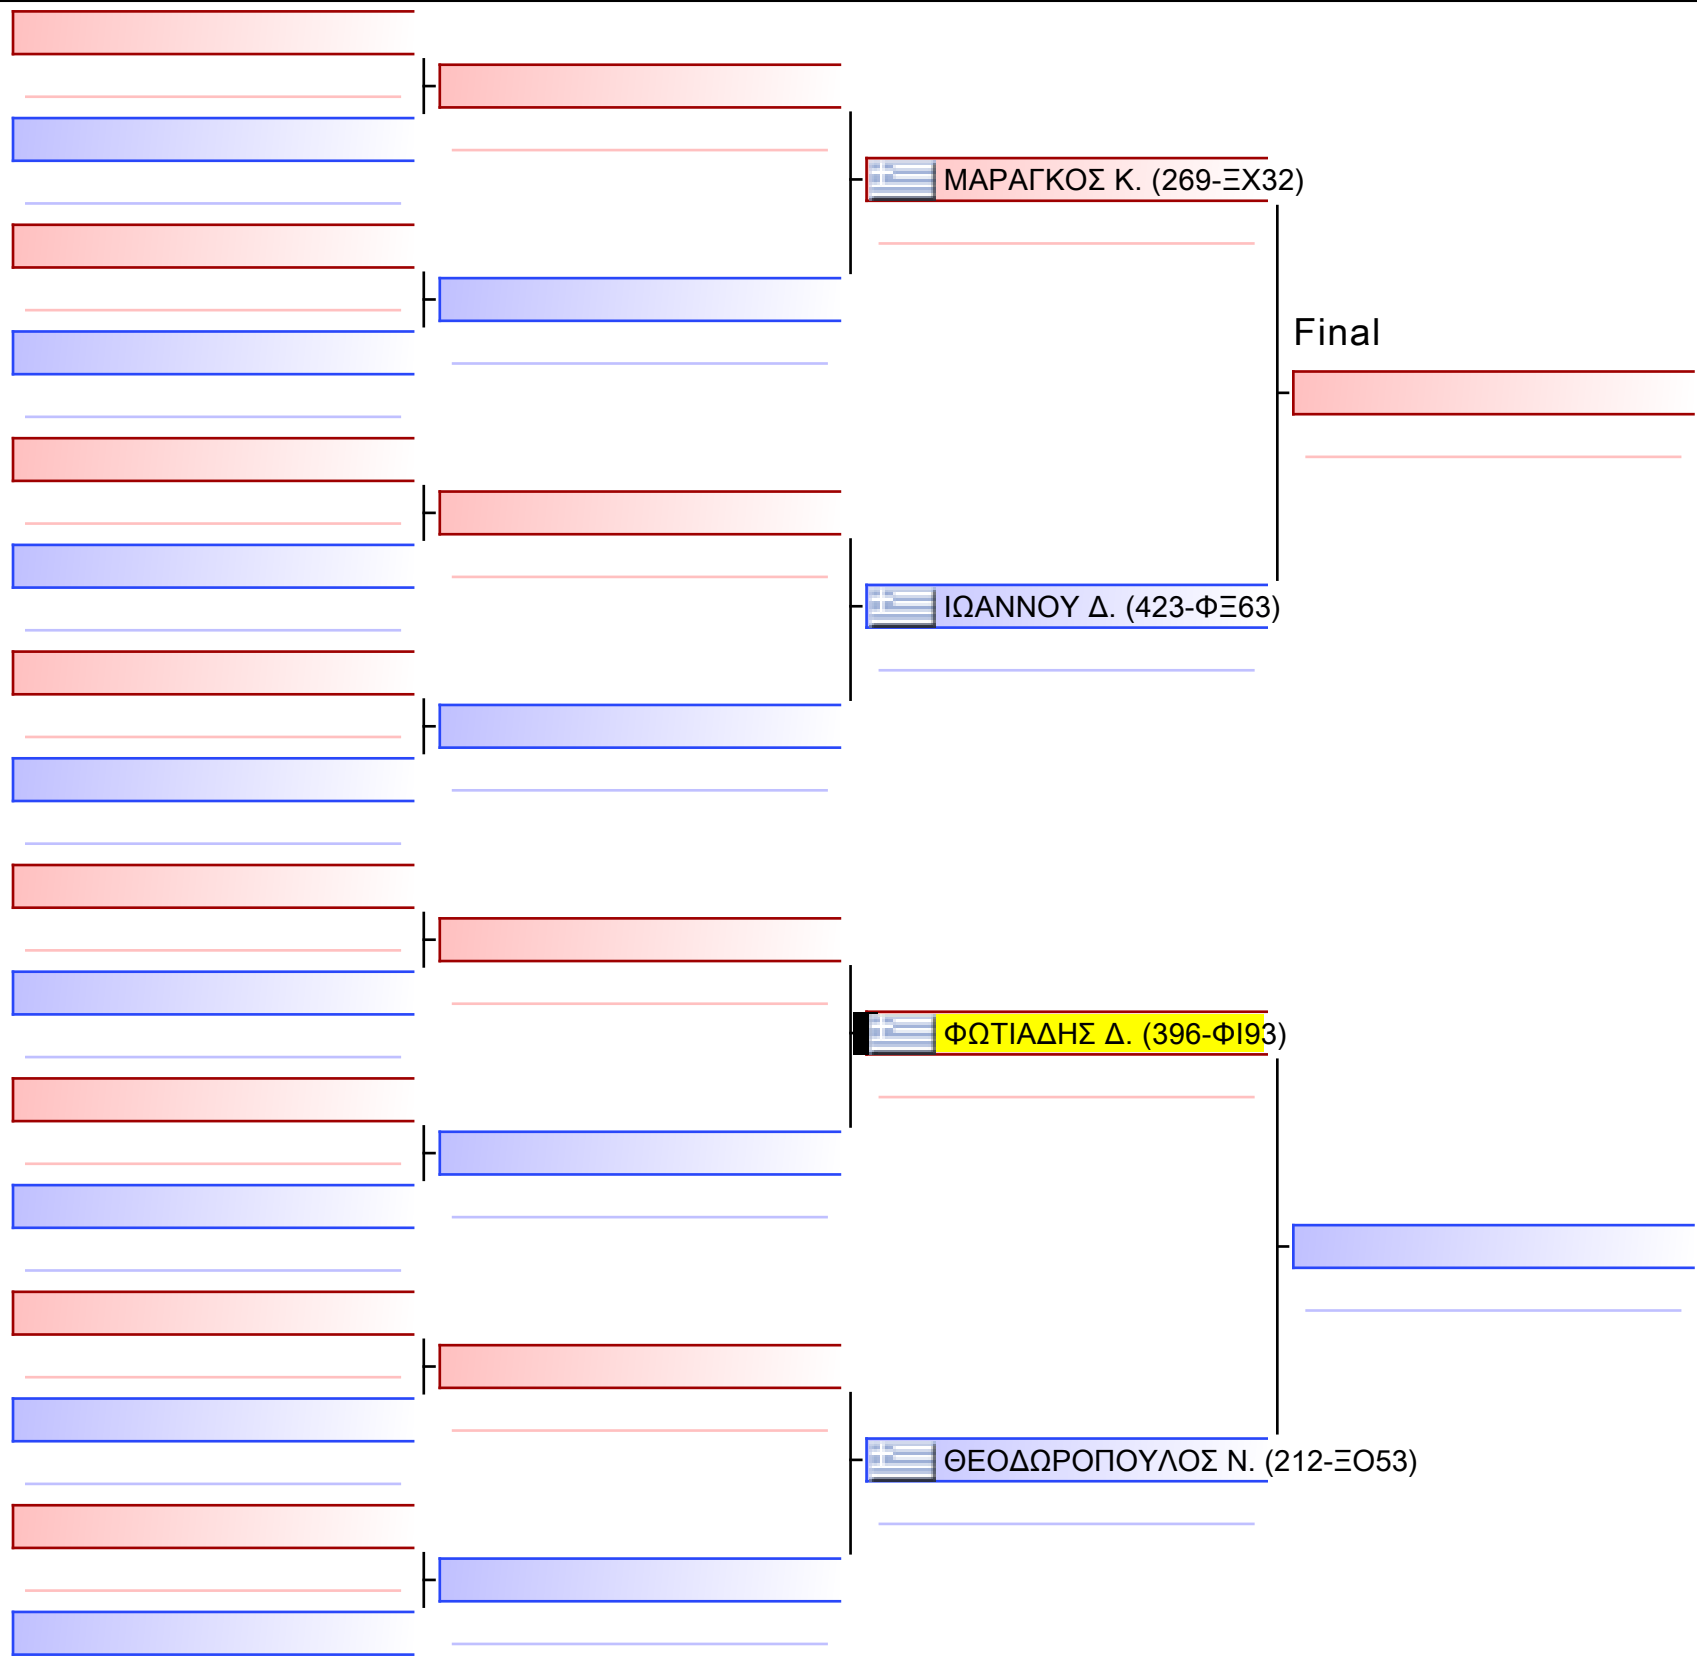 ΜΑΡΑΓΚΟΣ Κ. (269-ΞΧ32)
Final
ΙΩΑΝΝΟΥ Δ. (423-ΦΞ63)
ΦΩΤΙΑΔΗΣ Δ. (396-ΦΙ93)
ΘΕΟΔΩΡΟΠΟΥΛΟΣ Ν. (212-ΞΟ53)